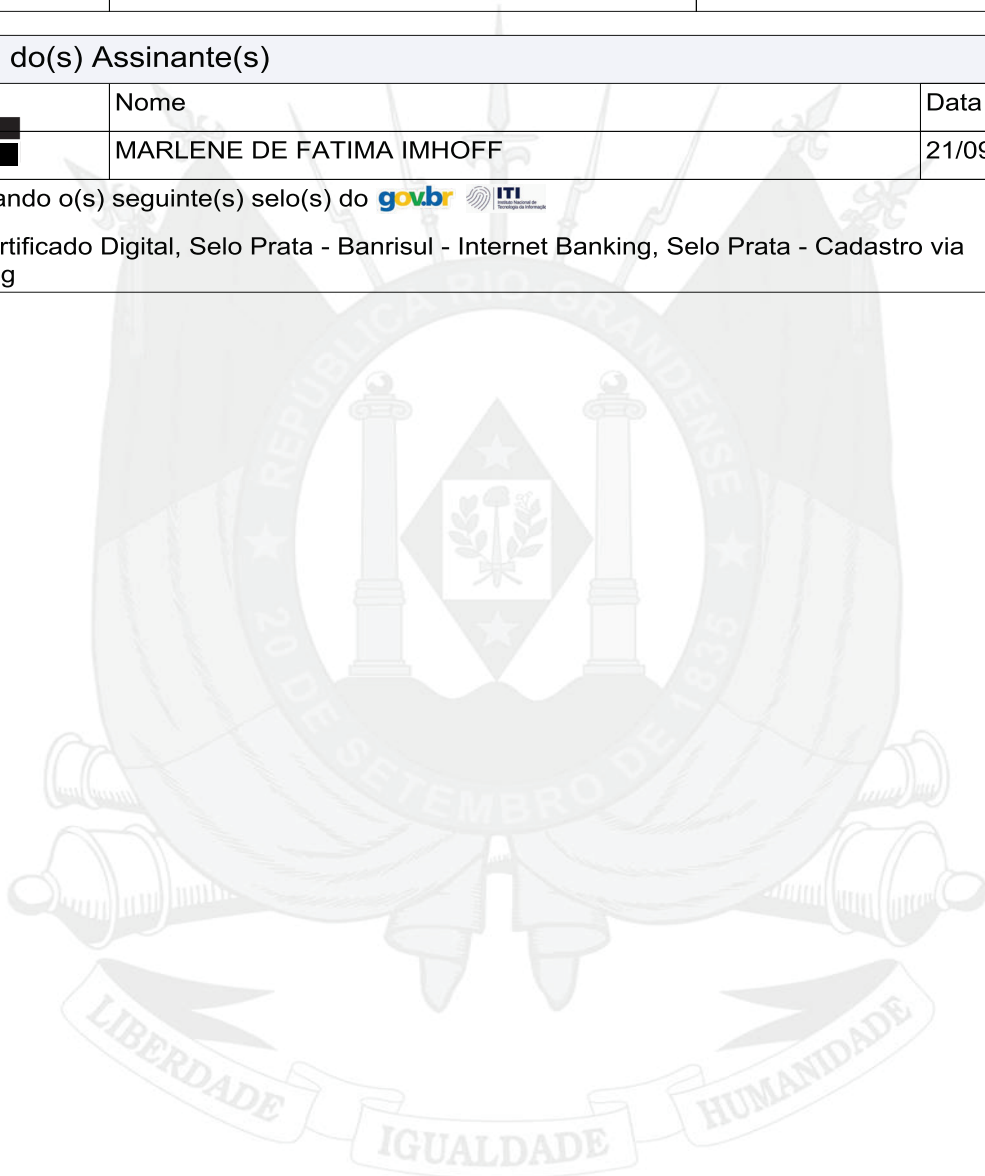 do(s) Assinante(s)
Nome Data
MARLENE DE FATIMA IMHOFF 21/09
ando o(s) seguinte(s) selo(s) do gov.br ITI
rtificado Digital, Selo Prata - Banrisul - Internet Banking, Selo Prata - Cadastro via
g
REPÚBLICA RIO GRANDENSE
20 DE SETEMBRO DE 1835
LIBERDADE IGUALDADE HUMANIDADE